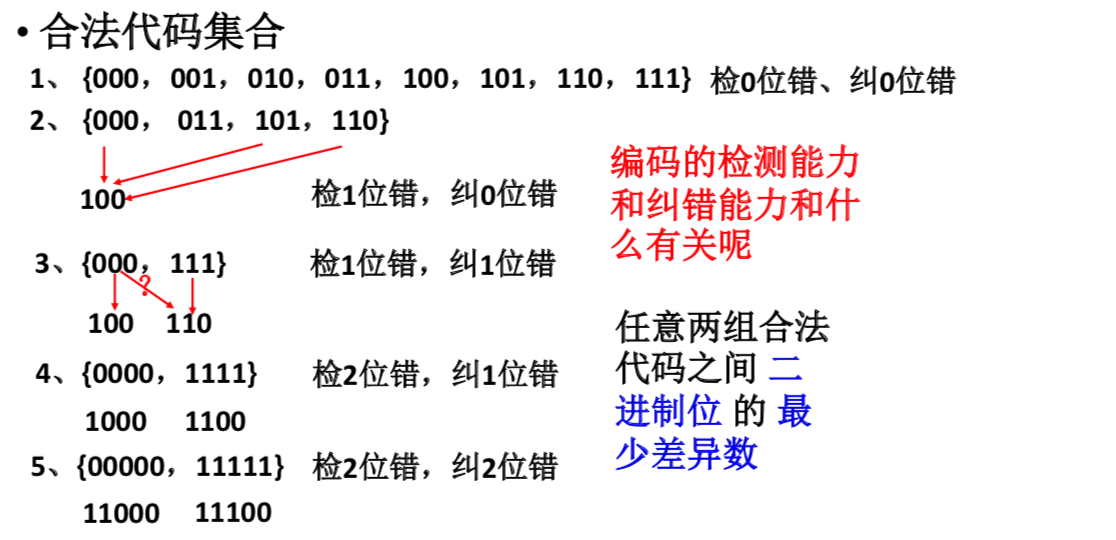 • 合法代码集合
1、 {000, 001, 010, 011, 100, 101, 110, 111} 检0位错、纠0位错
2、 {000, 011, 101, 110}
100 检1位错，纠0位错
编码的检测能力
和纠错能力和什
么有关呢
3、 {000, 111} 检1位错，纠1位错
?
100 110
4、 {0000, 1111} 检2位错，纠1位错
1000 1100
5、 {00000, 11111} 检2位错，纠2位错
11000 11100
任意两组合法
代码之间 二
进制位 的 最
少差异数